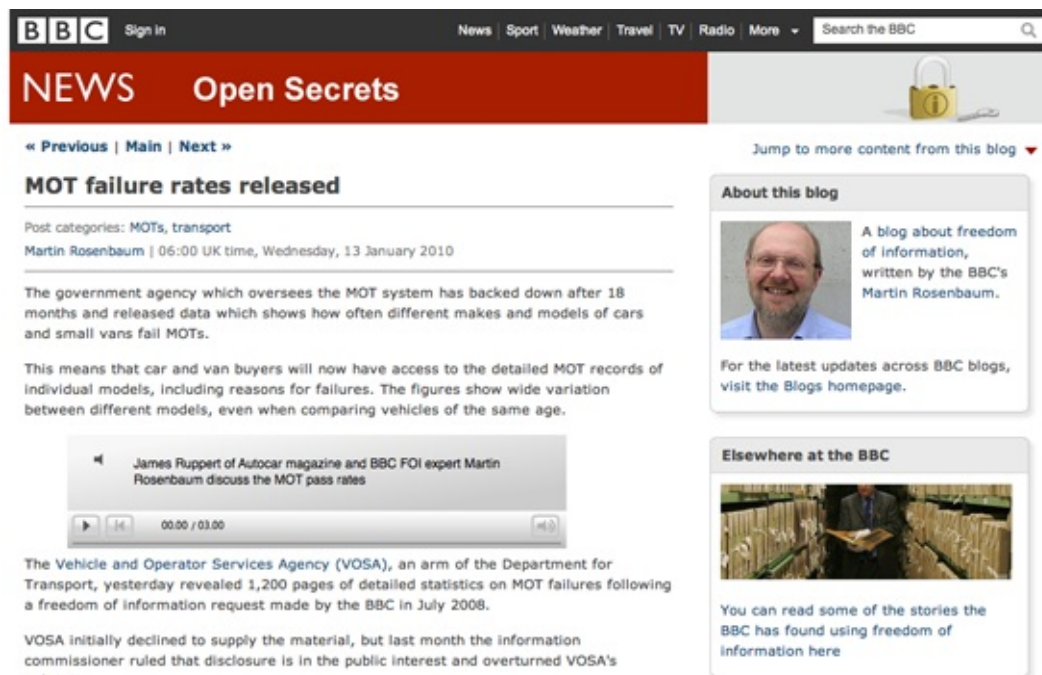 BBC Sign in News Sport Weather Travel TV Radio More Search the BBC
NEWS Open Secrets
« Previous | Main | Next »
Jump to more content from this blog
MOT failure rates released
Post categories: MOTs, transport
Martin Rosenbaum | 06:00 UK time, Wednesday, 13 January 2010
The government agency which oversees the MOT system has backed down after 18
months and released data which shows how often different makes and models of cars
and small vans fail MOTs.
This means that car and van buyers will now have access to the detailed MOT records of
individual models, including reasons for failures. The figures show wide variation
between different models, even when comparing vehicles of the same age.
James Ruppert of Autocar magazine and BBC FOI expert Martin
Rosenbaum discuss the MOT pass rates
00.00 / 03.00
The Vehicle and Operator Services Agency (VOSA), an arm of the Department for
Transport, yesterday revealed 1,200 pages of detailed statistics on MOT failures following
a freedom of information request made by the BBC in July 2008.
VOSA initially declined to supply the material, but last month the information
commissioner ruled that disclosure is in the public interest and overturned VOSA's
About this blog
A blog about freedom
of information,
written by the BBC's
Martin Rosenbaum.
For the latest updates across BBC blogs,
visit the Blogs homepage.
Elsewhere at the BBC
You can read some of the stories the
BBC has found using freedom of
information here